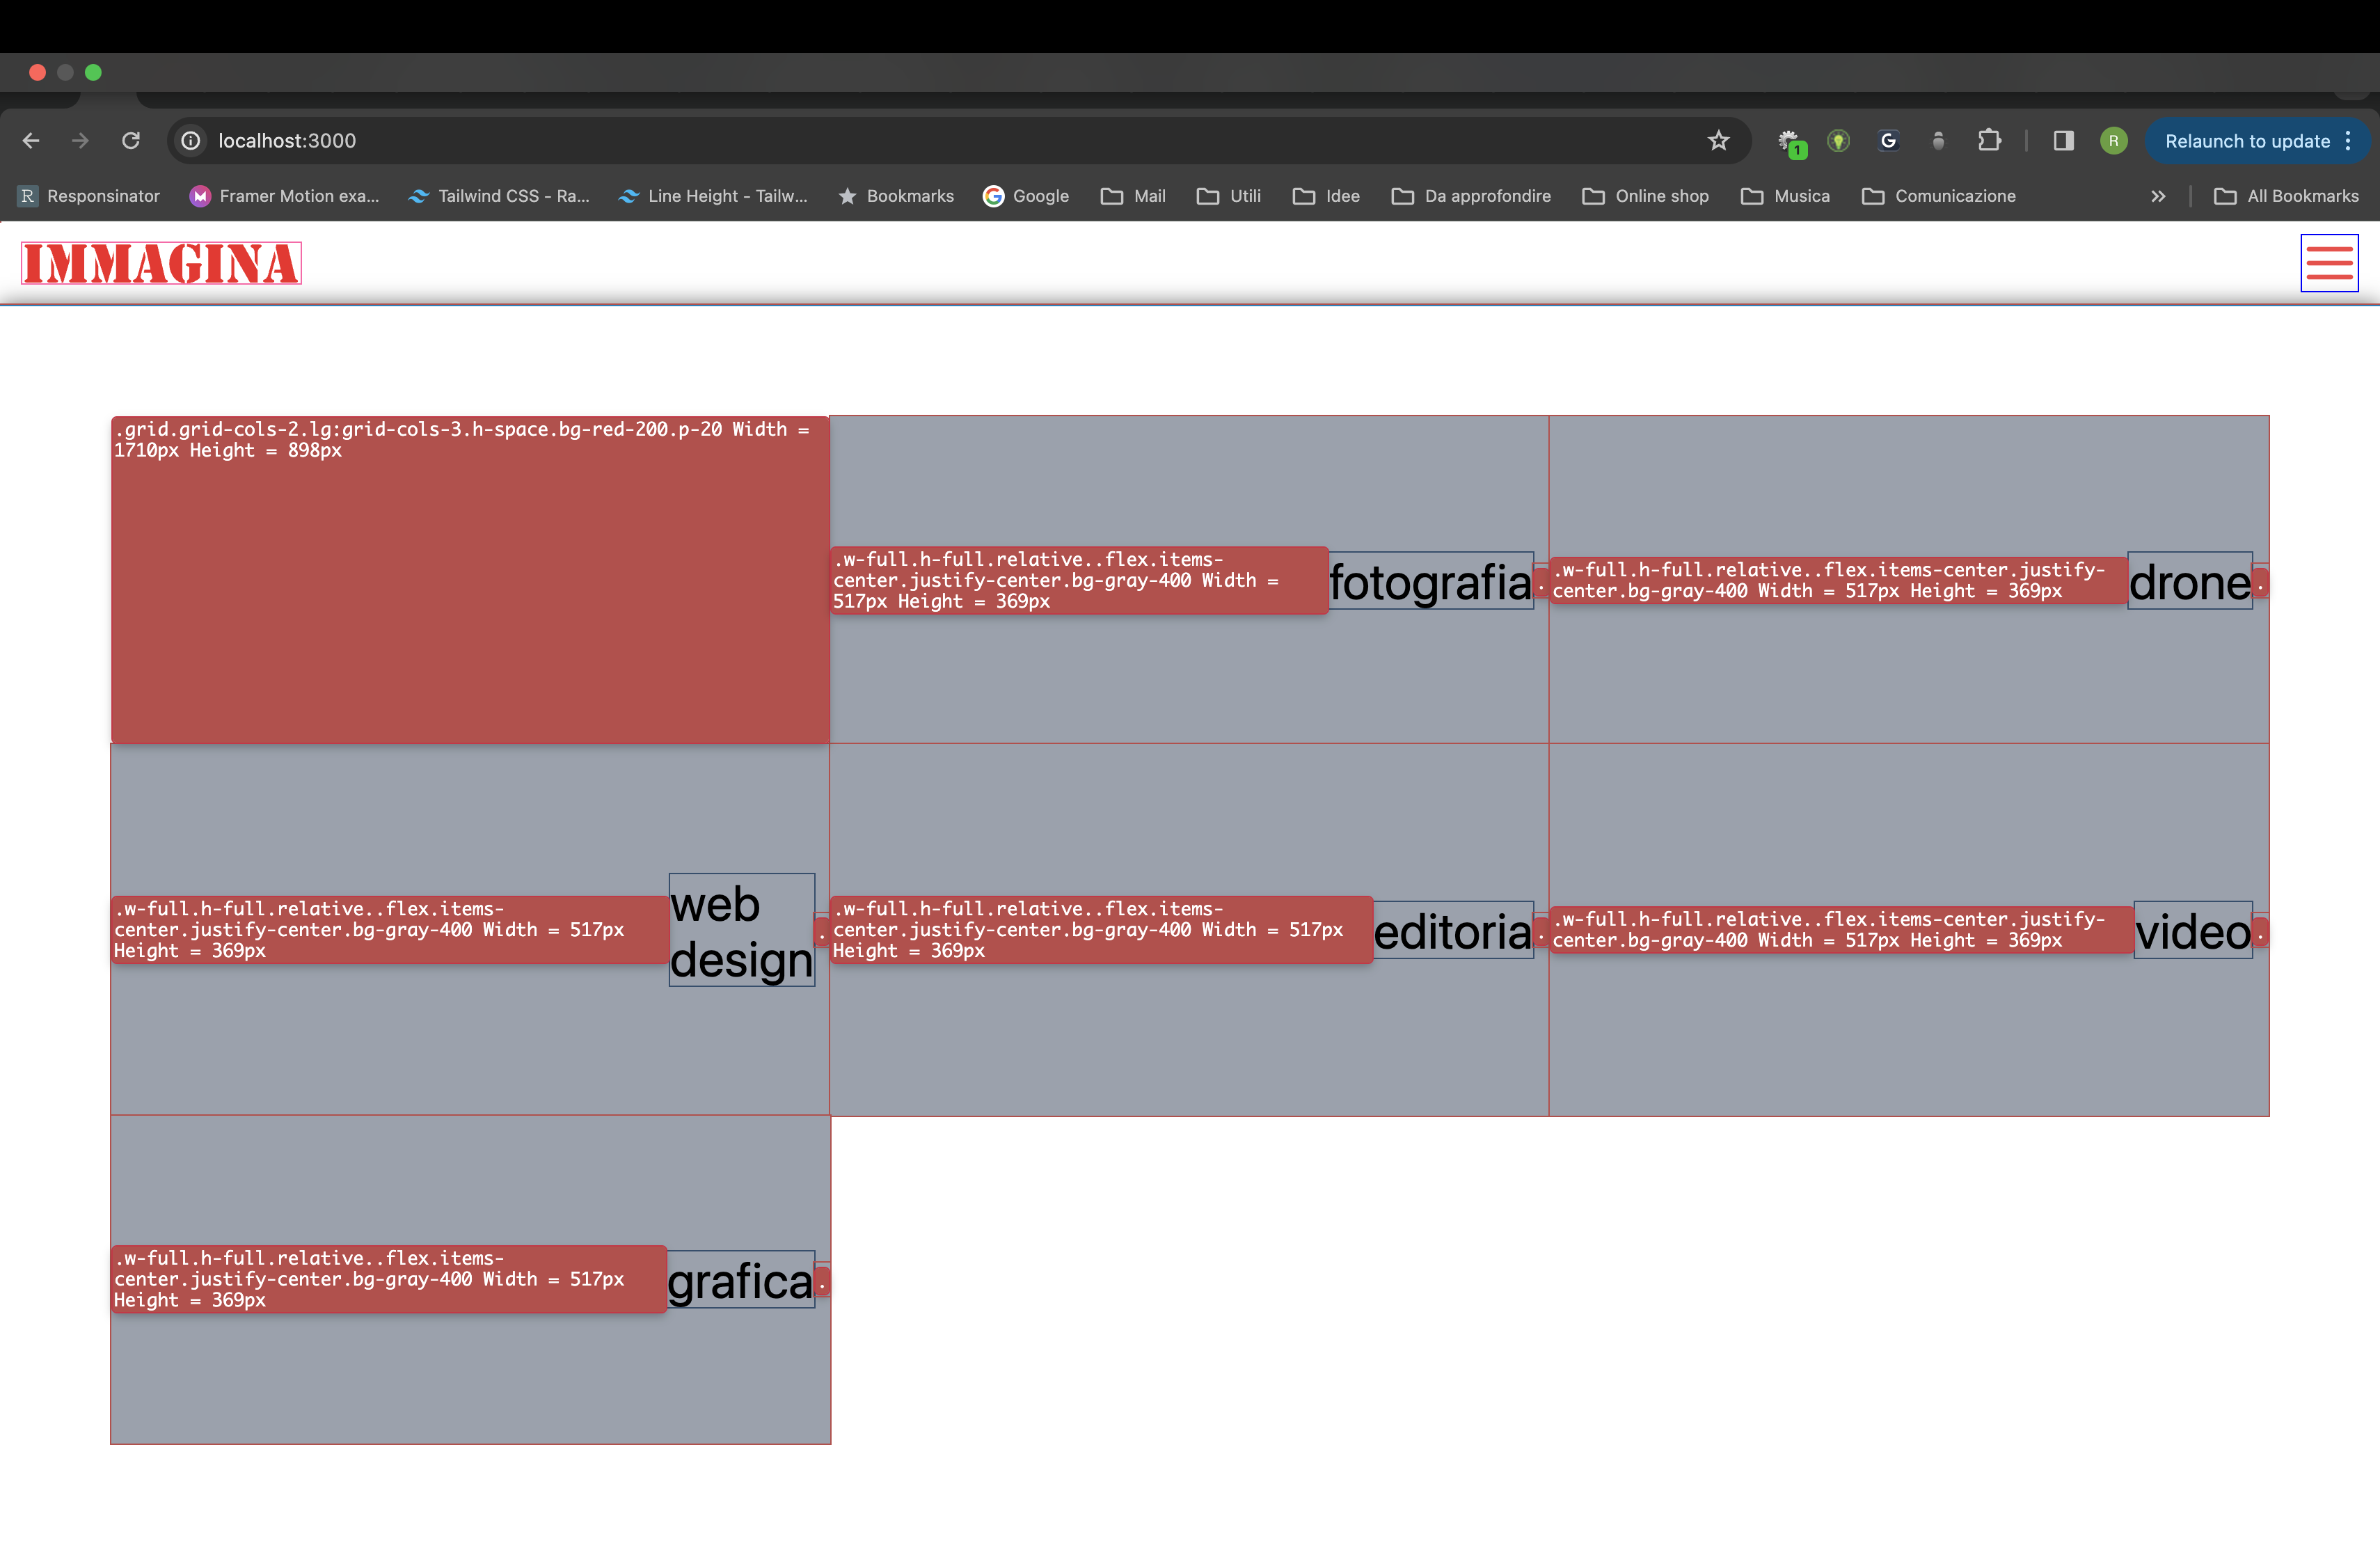 localhost:3000
1
G
R
Relaunch to update
R Responsinator
Framer Motion exa...
Tailwind CSS - Ra...
Line Height - Tailw...
Bookmarks
Google
Mail
Utili
Idee
Da approfondire
Online shop
Musica
Comunicazione
All Bookmarks
IMMAGINA
.grid.grid-cols-2.lg:grid-cols-3.h-space.bg-red-200.p-20 Width =
1710px Height = 898px
.w-full.h-full.relative..flex.items-
center.justify-center.bg-gray-400 Width =
517px Height = 369px
fotografia
.
.w-full.h-full.relative..flex.items-center.justify-
center.bg-gray-400 Width = 517px Height = 369px
drone
.
.w-full.h-full.relative..flex.items-
center.justify-center.bg-gray-400 Width = 517px
Height = 369px
web
design
.
.w-full.h-full.relative..flex.items-
center.justify-center.bg-gray-400 Width = 517px
Height = 369px
editoria
.
.w-full.h-full.relative..flex.items-center.justify-
center.bg-gray-400 Width = 517px Height = 369px
video
.
.w-full.h-full.relative..flex.items-
center.justify-center.bg-gray-400 Width = 517px
Height = 369px
grafica
.